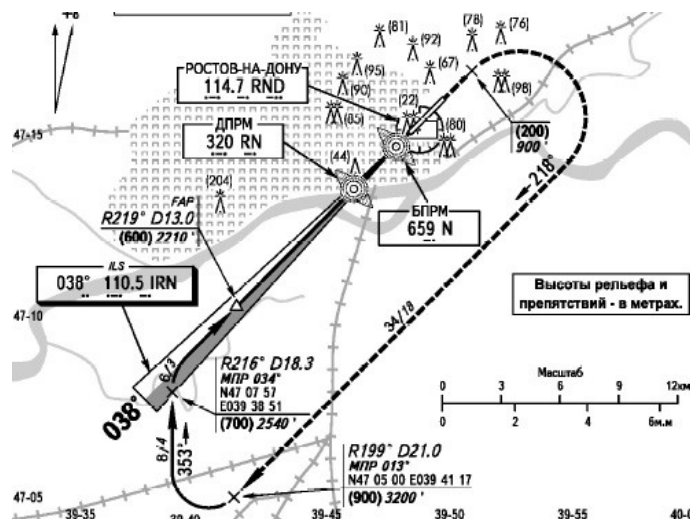 (81)
(78)
(76)
(92)
(95)
(67)
РОСТОВ-НА-ДОНУ
114.7 RND
(90)
(98)
(22)
(85)
(80)
47-15
ДПРМ
320 RN
(200)
900
(44)
218°
(204)
FAP
БПРМ
659 N
R219° D13.0
(600) 2210'
ILS
038° 110.5 IRN
Высоты рельефа и
препятствий - в метрах.
47-10
34/18
6/3
R216° D18.3
МПР 034°
N47 07 57
E039 38 51
(700) 2540'
Масштаб
0 3 6 9 12км
0 2 4 6м.м
038°
8/4
353°
R199° D21.0
МПР 013°
N47 05 00 E039 41 17
(900) 3200'
47-05
39-35 39-40 39-45 39-50 39-55 40-0